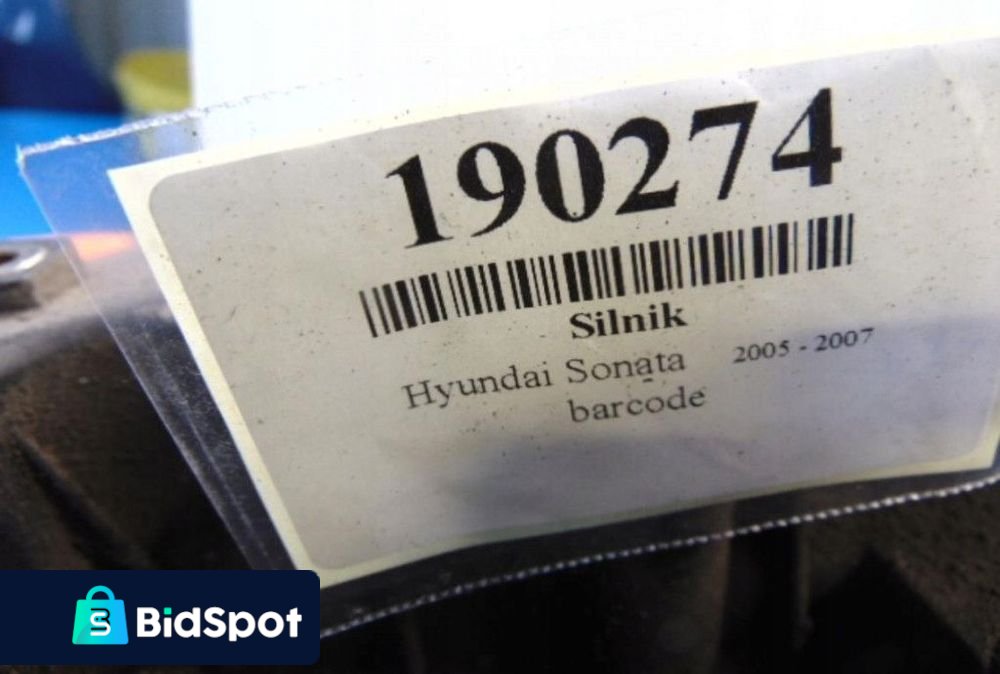 190274
Silnik
Hyundai Sonata 2005 - 2007
barcode
BidSpot